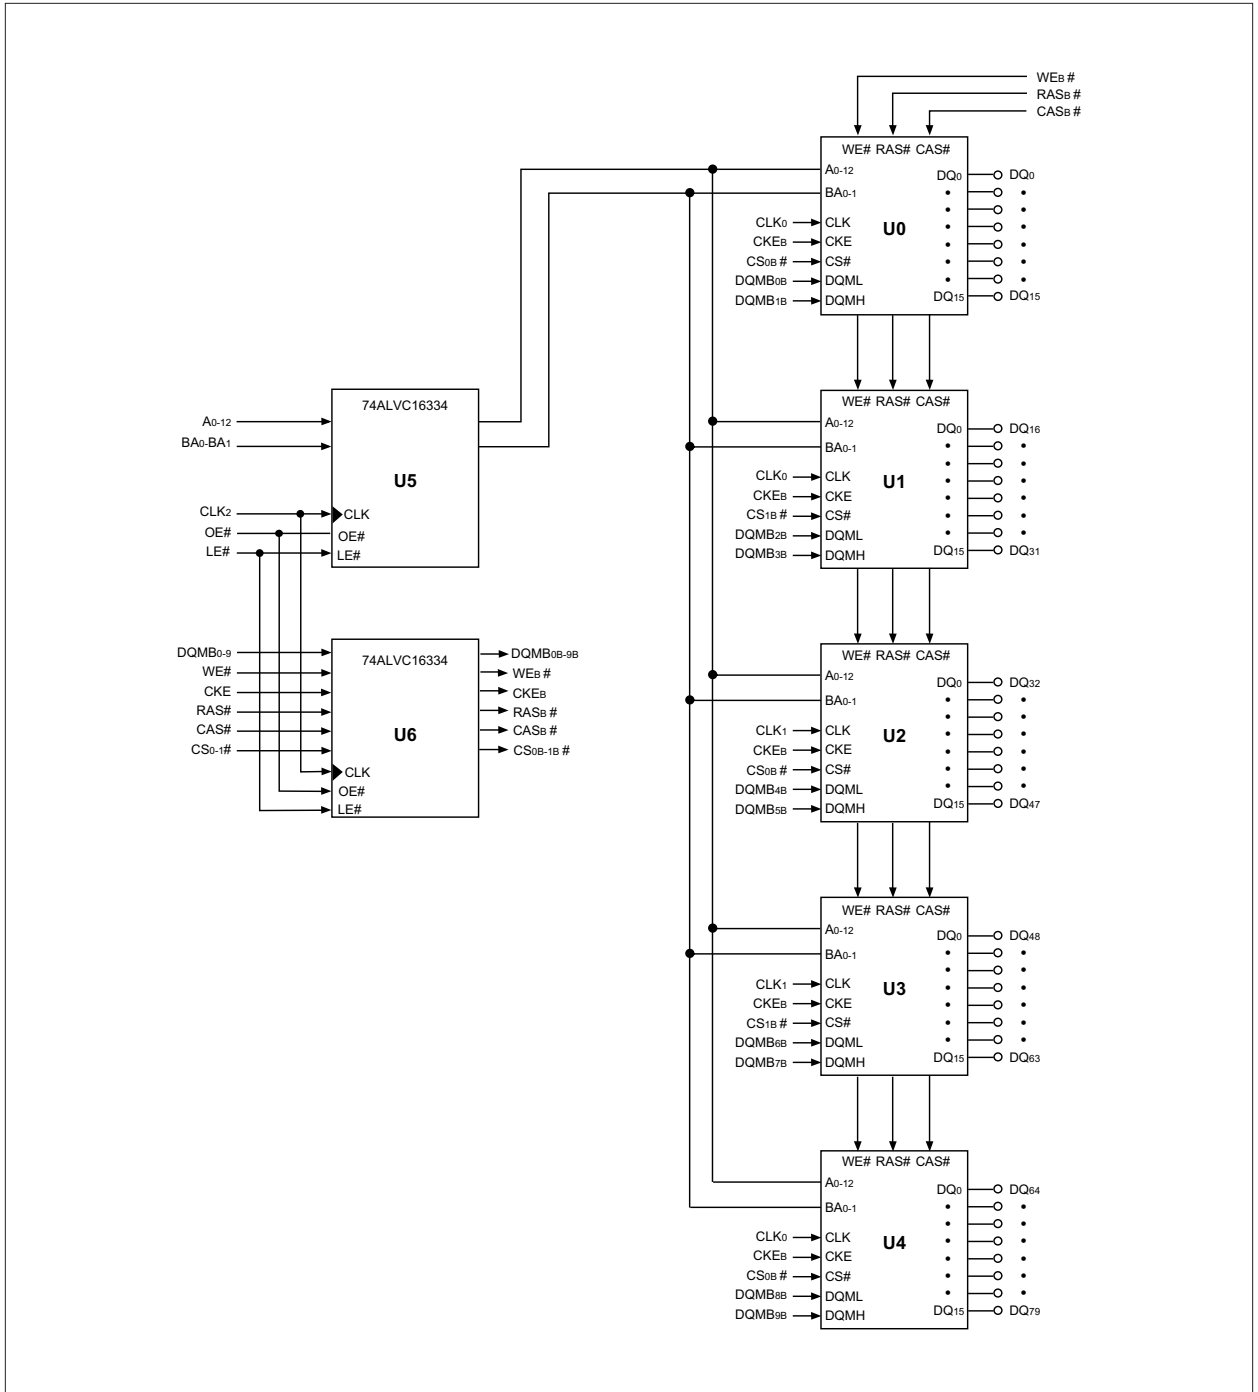 WEB #
RASB #
CASB #
WE# RAS# CAS#
A0-12
BA0-1
CLK0 CLK
CKEB CKE
CS0B # CS#
DQMB0B DQML
DQMB1B DQMH
U0
DQ0 DQ0
DQ15 DQ15
WE# RAS# CAS#
A0-12
BA0-1
CLK0 CLK
CKEB CKE
CS1B # CS#
DQMB2B DQML
DQMB3B DQMH
U1
DQ0 DQ16
DQ15 DQ31
74ALVC16334
A0-12
BA0-BA1
U5
CLK2 CLK
OE# OE#
LE# LE#
74ALVC16334
DQMB0-9 DQMB0B-9B
WE# WEB #
CKE CKEB
RAS# RASB #
CAS# CASB #
CS0-1# CS0B-1B #
U6
CLK
OE#
LE#
WE# RAS# CAS#
A0-12
BA0-1
CLK1 CLK
CKEB CKE
CS0B # CS#
DQMB4B DQML
DQMB5B DQMH
U2
DQ0 DQ32
DQ15 DQ47
WE# RAS# CAS#
A0-12
BA0-1
CLK1 CLK
CKEB CKE
CS1B # CS#
DQMB6B DQML
DQMB7B DQMH
U3
DQ0 DQ48
DQ15 DQ63
WE# RAS# CAS#
A0-12
BA0-1
CLK0 CLK
CKEB CKE
CS0B # CS#
DQMB8B DQML
DQMB9B DQMH
U4
DQ0 DQ64
DQ15 DQ79